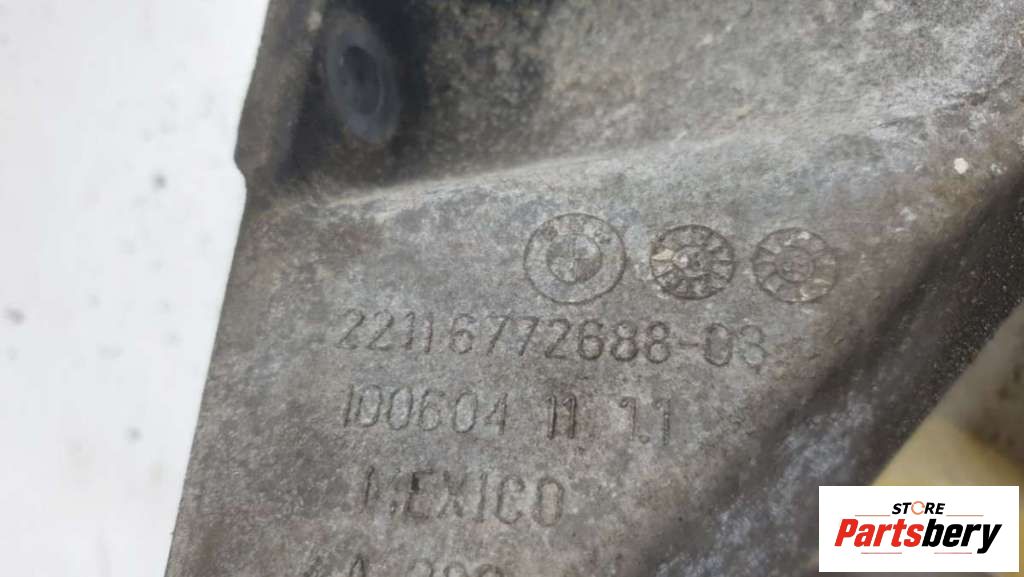 22116772688-03
100604 11 1.1
MEXICO
STORE
Partsbery